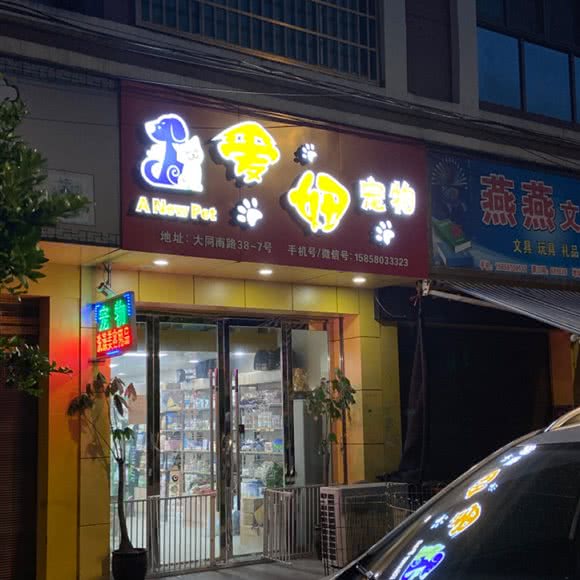 爱妞宠物
A New Pet
地址：大同南路38-7号 手机号/微信号：15858033323
宠物
燕燕文
文具 玩具 礼品